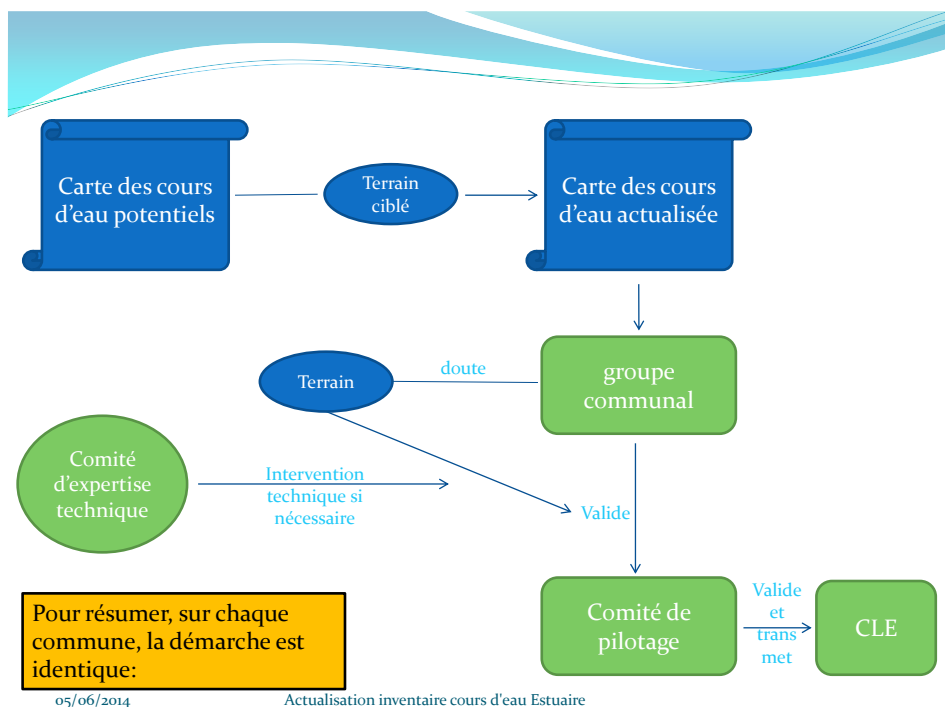 Carte des cours
d'eau potentiels
Terrain
ciblé
Carte des cours
d'eau actualisée
groupe
communal
doute
Terrain
Comité
d'expertise
technique
Intervention
technique si
nécessaire
Valide
Comité de
pilotage
Valide
et
trans
met
CLE
Pour résumer, sur chaque
commune, la démarche est
identique:
05/06/2014
Actualisation inventaire cours d'eau Estuaire